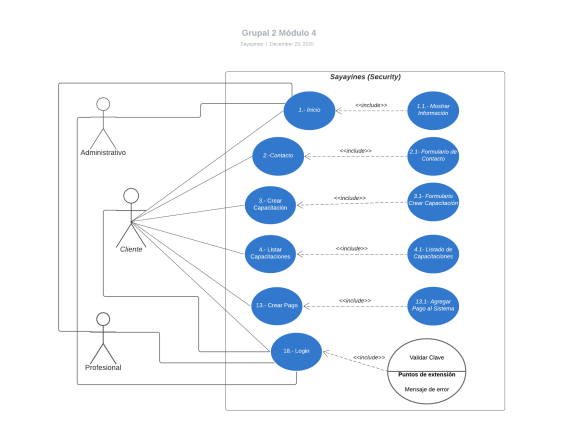 Grupal 2 Módulo 4
Sayayines | December 23, 2020
Sayayines (Security)
1.- Inicio
<<include>>
1.1.- Mostrar
Información
Administrativo
2.-Contacto
<<include>>
2.1- Formulario de
Contacto
3.- Crear
Capacitación
<<include>>
3.1- Formulario
Crear Capacitación
Cliente
4.- Listar
Capacitaciones
<<include>>
4.1- Listado de
Capacitaciones
13.- Crear Pago
<<include>>
13.1- Agregar
Pago al Sistema
18.- Login
<<include>>
Validar Clave
Puntos de extensión
Mensaje de error
Profesional